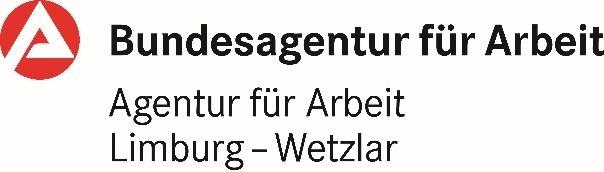 Bundesagentur für Arbeit
Agentur für Arbeit
Limburg – Wetzlar